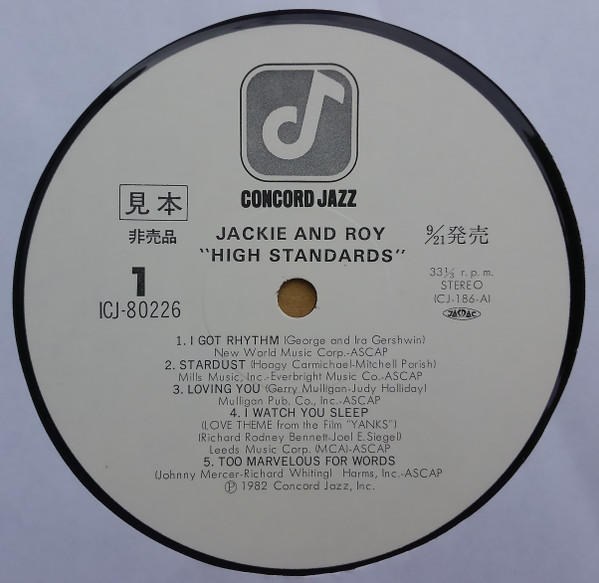 CONCORD JAZZ
見本
非売品
JACKIE AND ROY
"HIGH STANDARDS"
9/21発売
1
ICJ-80226
33⅓ r.p.m.
STEREO
(CJ-186-A)
JASRAC
1. I GOT RHYTHM (George and Ira Gershwin)
New World Music Corp.-ASCAP
2. STARDUST (Hoagy Carmichael-Mitchell Parish)
Mills Music, Inc.-Everbright Music Co.-ASCAP
3. LOVING YOU (Gerry Mulligan-Judy Holliday)
Mulligan Pub. Co., Inc.-ASCAP
4. I WATCH YOU SLEEP
(LOVE THEME from the Film "YANKS")
(Richard Rodney Bennett-Joel E.Siegel)
Leeds Music Corp. (MCA)-ASCAP
5. TOO MARVELOUS FOR WORDS
(Johnny Mercer-Richard Whiting) Harms, Inc.-ASCAP
℗ 1982 Concord Jazz, Inc.